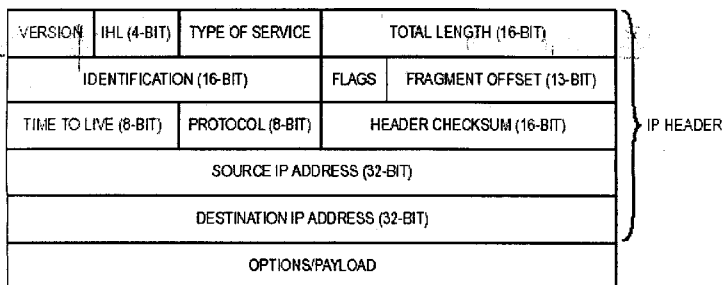 VERSION IHL (4-BIT) TYPE OF SERVICE TOTAL LENGTH (16-BIT)
IDENTIFICATION (16-BIT) FLAGS FRAGMENT OFFSET (13-BIT)
TIME TO LIVE (8-BIT) PROTOCOL (8-BIT) HEADER CHECKSUM (16-BIT) IP HEADER
SOURCE IP ADDRESS (32-BIT)
DESTINATION IP ADDRESS (32-BIT)
OPTIONS/PAYLOAD